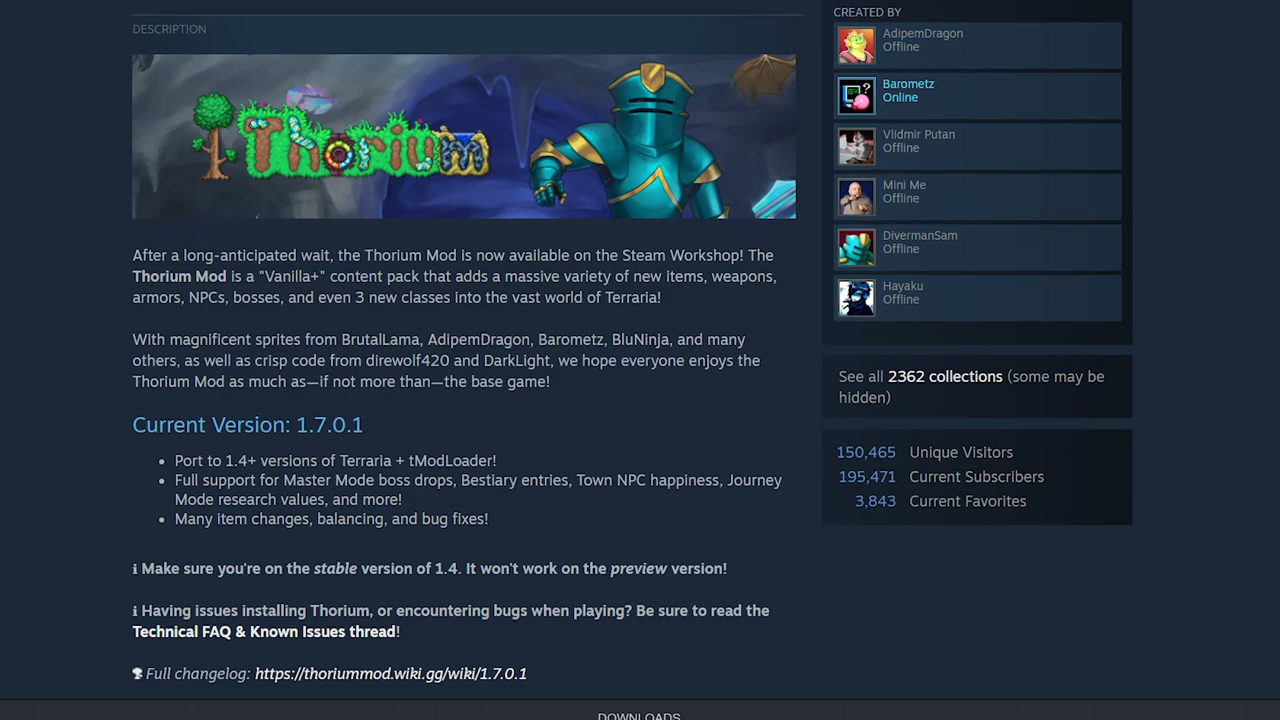 DESCRIPTION
Thorium
After a long-anticipated wait, the Thorium Mod is now available on the Steam Workshop! The
Thorium Mod is a "Vanilla+" content pack that adds a massive variety of new items, weapons,
armors, NPCs, bosses, and even 3 new classes into the vast world of Terraria!
With magnificent sprites from BrutalLama, AdipemDragon, Barometz, BluNinja, and many
others, as well as crisp code from direwolf420 and DarkLight, we hope everyone enjoys the
Thorium Mod as much as—if not more than—the base game!
Current Version: 1.7.0.1
• Port to 1.4+ versions of Terraria + tModLoader!
• Full support for Master Mode boss drops, Bestiary entries, Town NPC happiness, Journey
Mode research values, and more!
• Many item changes, balancing, and bug fixes!
ℹ Make sure you're on the stable version of 1.4. It won't work on the preview version!
ℹ Having issues installing Thorium, or encountering bugs when playing? Be sure to read the
Technical FAQ & Known Issues thread!
Full changelog: https://thoriummod.wiki.gg/wiki/1.7.0.1
CREATED BY
AdipemDragon
Offline
Barometz
Online
Vlidmir Putan
Offline
Mini Me
Offline
DivermanSam
Offline
Hayaku
Offline
See all 2362 collections (some may be
hidden)
150,465 Unique Visitors
195,471 Current Subscribers
3,843 Current Favorites
DOWNLOADS